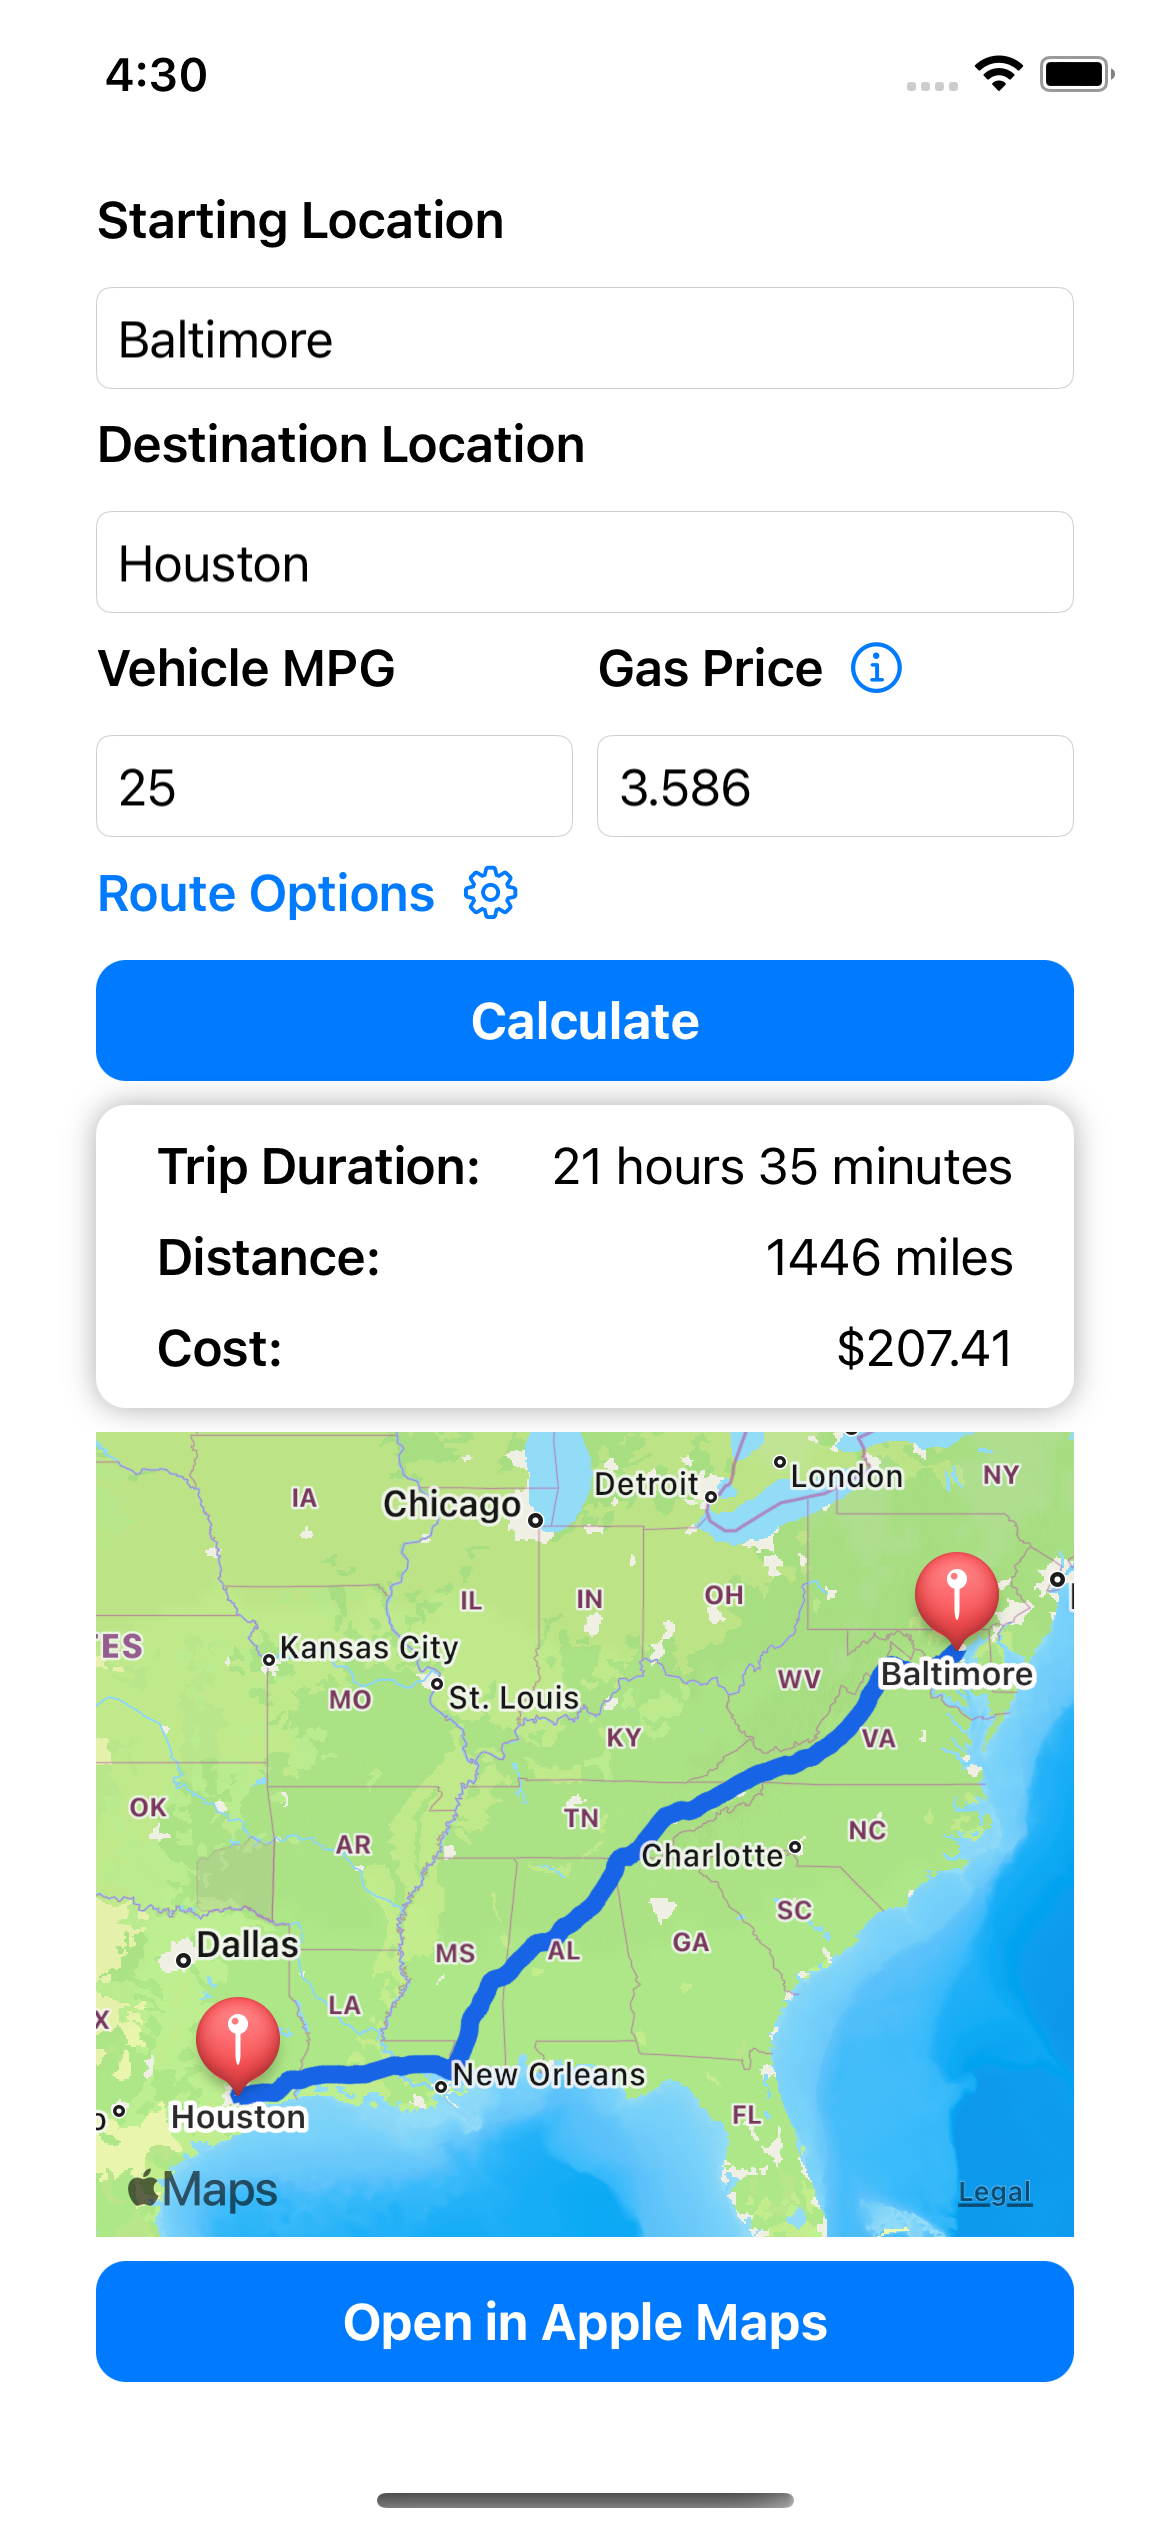 4:30
Starting Location
Baltimore
Destination Location
Houston
Vehicle MPG
Gas Price
25
3.586
Route Options
Calculate
Trip Duration: 21 hours 35 minutes
Distance: 1446 miles
Cost: $207.41
London
NY
Detroit
IA
Chicago
IL
IN
OH
ES
Kansas City
Baltimore
WV
MO
St. Louis
KY
VA
OK
TN
NC
AR
Charlotte
SC
Dallas
GA
MS
AL
LA
X
New Orleans
Houston
FL
Maps
Legal
Open in Apple Maps